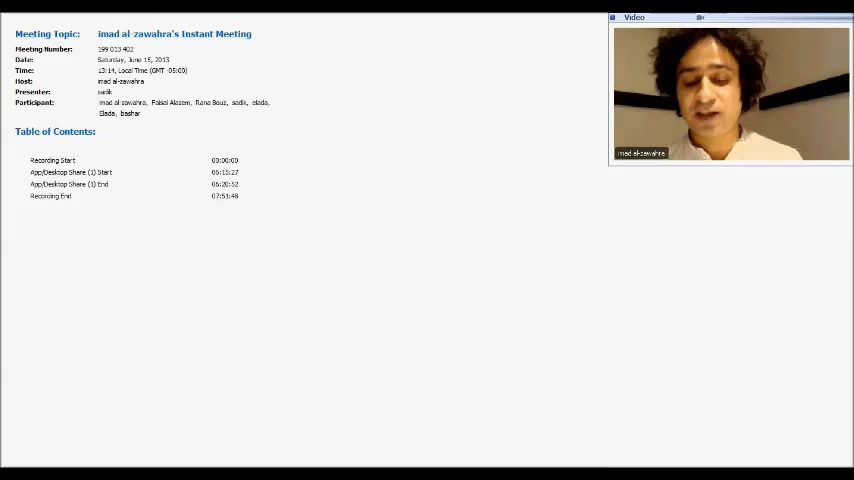 Meeting Topic: imad al-zawahra's Instant Meeting
Meeting Number: 199 013 402
Date: Saturday, June 15, 2013
Time: 13:14, Local Time (GMT -05:00)
Host: imad al-zawahra
Presenter: sadik
Participant: imad al-zawahra, Faisal Alazem, Rana Bouz, sadik, elada,
Elada, bashar
Table of Contents:
Recording Start 00:00:00
App/Desktop Share (1) Start 06:15:27
App/Desktop Share (1) End 06:20:52
Recording End 07:51:48
Video
imad al-zawahra